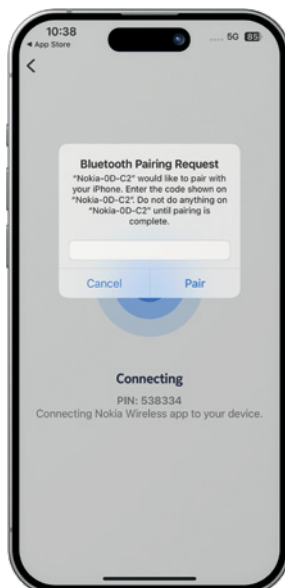 10:38
.... 5G 85
App Store
Bluetooth Pairing Request
"Nokia-0D-C2" would like to pair with
your iPhone. Enter the code shown on
"Nokia-0D-C2". Do not do anything on
"Nokia-0D-C2" until pairing is
complete.
Cancel Pair
Connecting
PIN: 538334
Connecting Nokia Wireless app to your device.